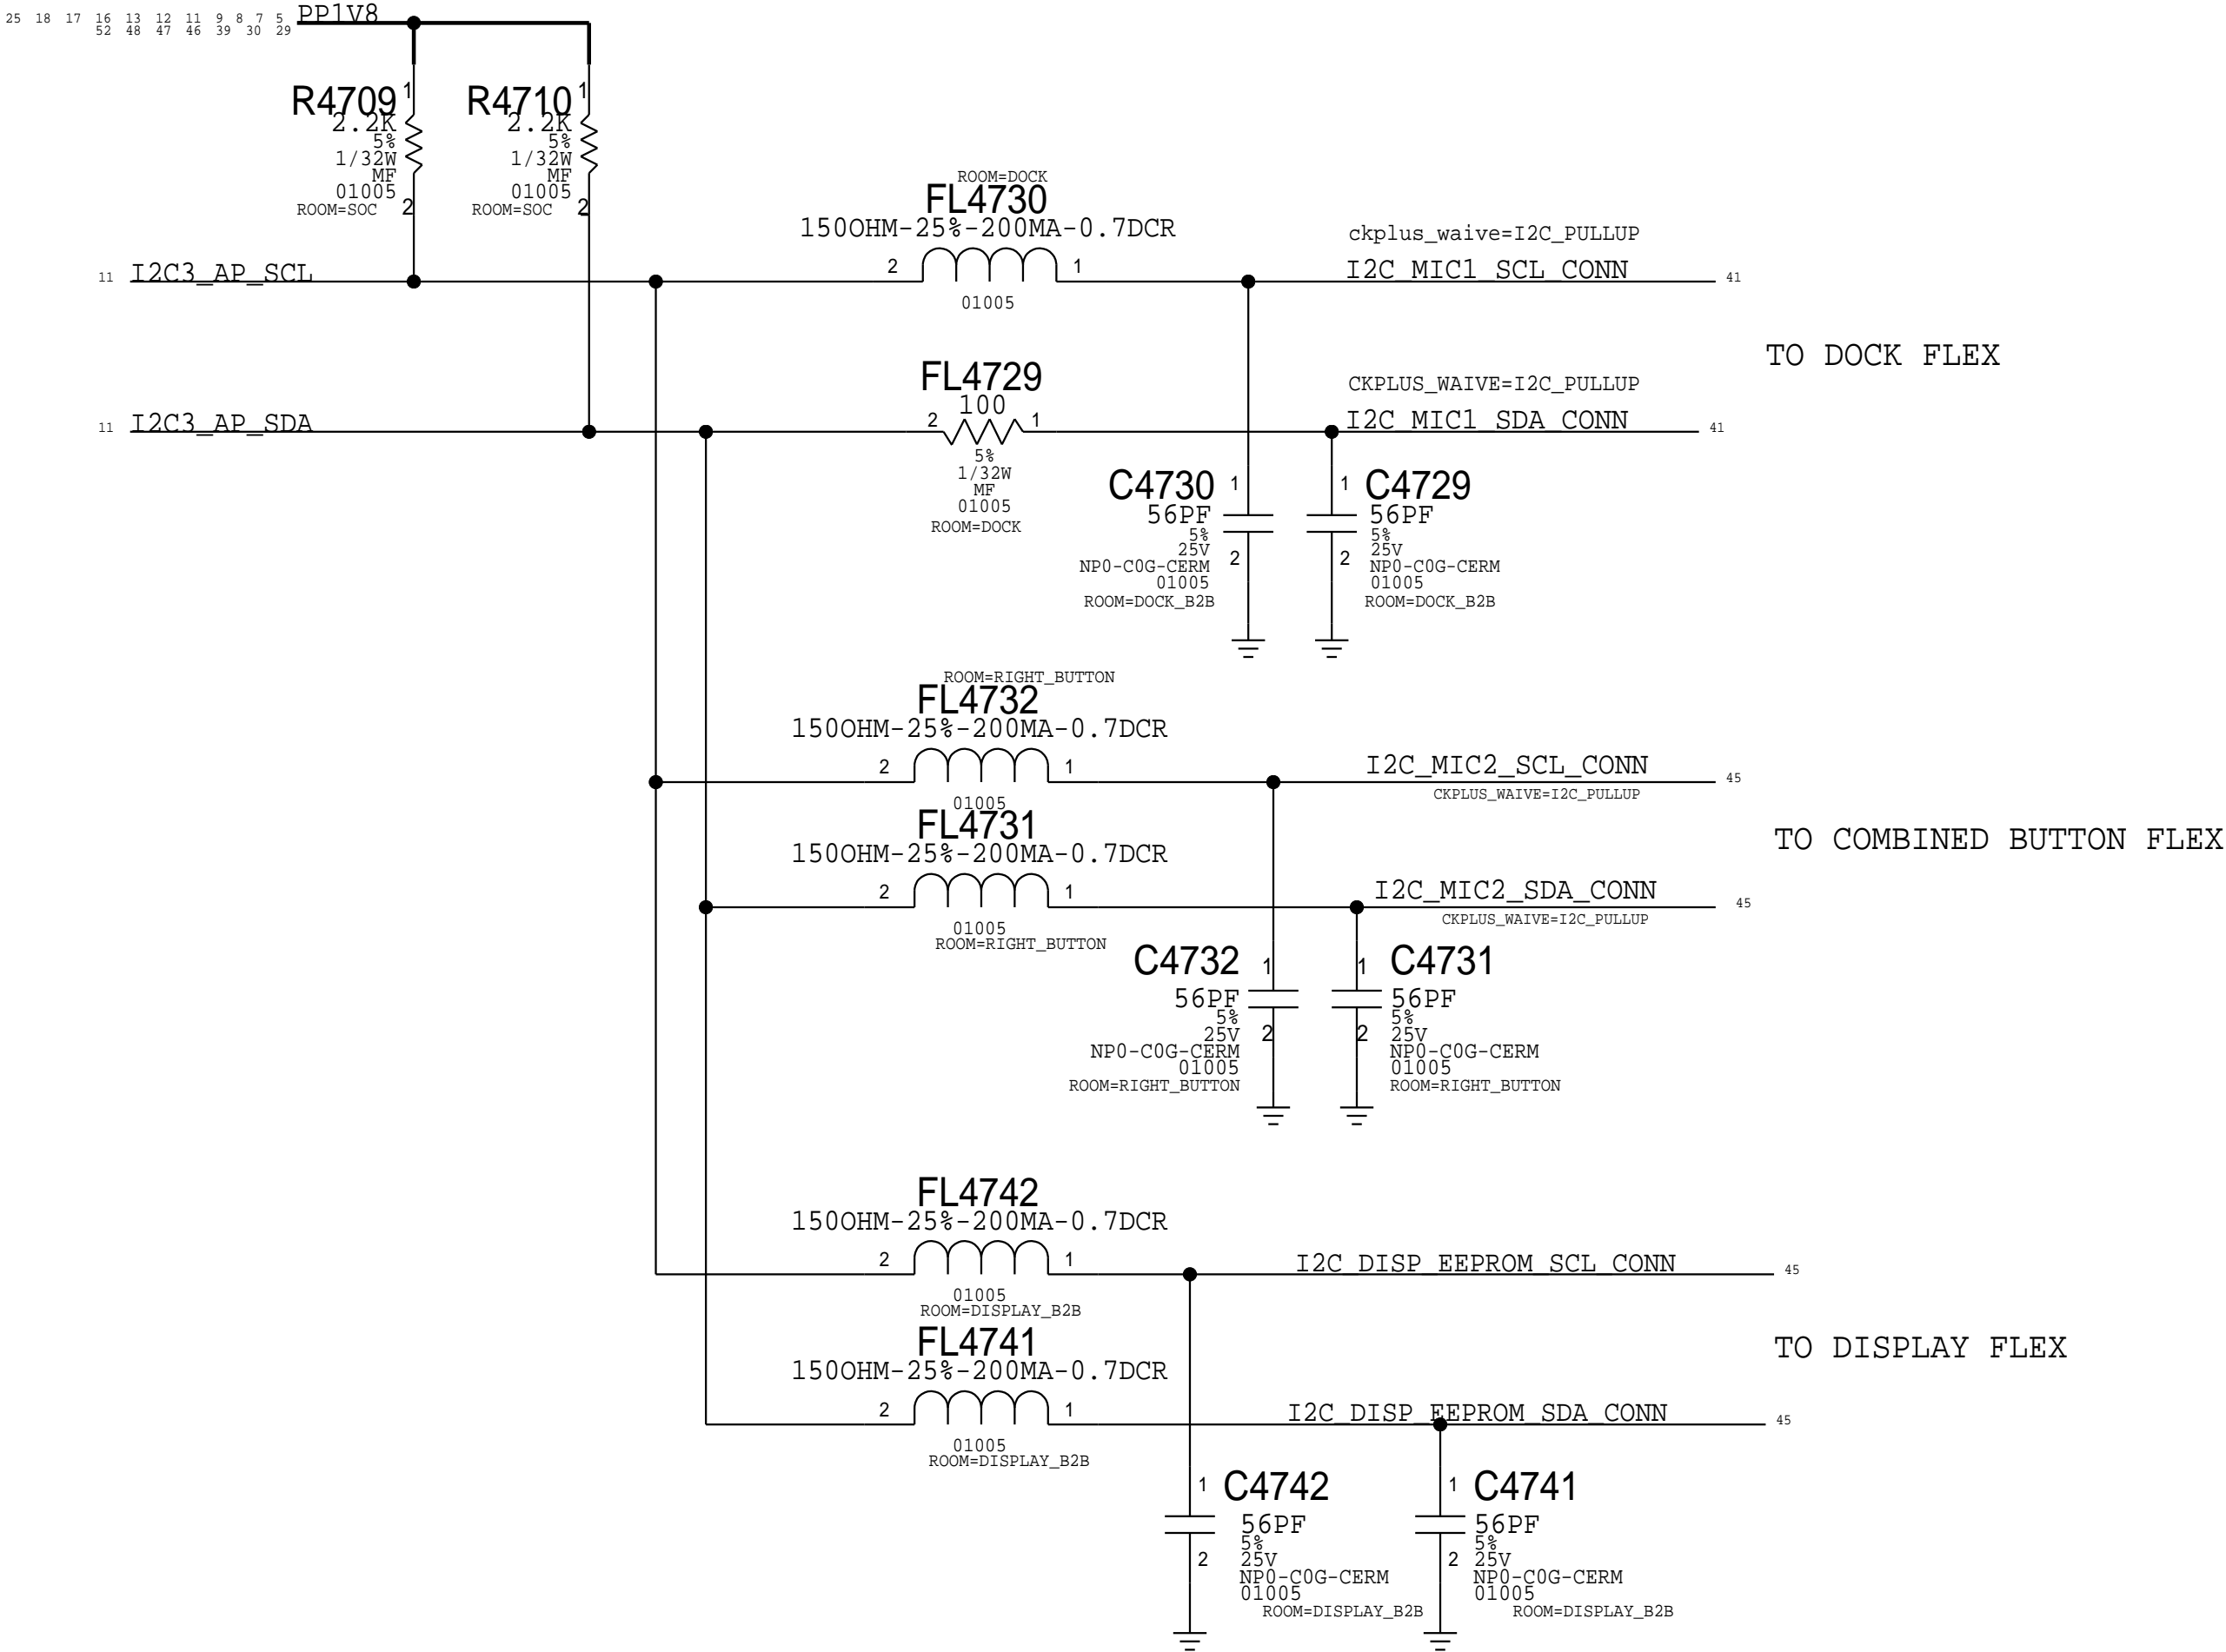 25 18 17 16 13 12 11 9 8 7 5 PP1V8
52 48 47 46 39 30 29
R4709 1
2.2K
5%
1/32W
MF
01005
ROOM=SOC 2
R4710 1
2.2K
5%
1/32W
MF
01005
ROOM=SOC 2
ROOM=DOCK
FL4730
150OHM-25%-200MA-0.7DCR
2 1
01005
ckplus_waive=I2C_PULLUP
11 I2C3_AP_SCL
I2C_MIC1_SCL_CONN 41
TO DOCK FLEX
FL4729
100
2 1
5%
1/32W
MF
01005
ROOM=DOCK
CKPLUS_WAIVE=I2C_PULLUP
11 I2C3_AP_SDA
I2C_MIC1_SDA_CONN 41
C4730 1
56PF
5%
25V
2
NP0-C0G-CERM
01005
ROOM=DOCK_B2B
1 C4729
56PF
5%
25V
2
NP0-C0G-CERM
01005
ROOM=DOCK_B2B
ROOM=RIGHT_BUTTON
FL4732
150OHM-25%-200MA-0.7DCR
2 1
01005
I2C_MIC2_SCL_CONN 45
CKPLUS_WAIVE=I2C_PULLUP
FL4731
150OHM-25%-200MA-0.7DCR
2 1
01005
ROOM=RIGHT_BUTTON
TO COMBINED BUTTON FLEX
I2C_MIC2_SDA_CONN 45
CKPLUS_WAIVE=I2C_PULLUP
C4732 1
56PF
5%
25V 2
NP0-C0G-CERM
01005
ROOM=RIGHT_BUTTON
1 C4731
56PF
5%
2 25V
NP0-C0G-CERM
01005
ROOM=RIGHT_BUTTON
FL4742
150OHM-25%-200MA-0.7DCR
2 1
01005
ROOM=DISPLAY_B2B
I2C_DISP_EEPROM_SCL_CONN 45
FL4741
150OHM-25%-200MA-0.7DCR
2 1
01005
ROOM=DISPLAY_B2B
TO DISPLAY FLEX
I2C_DISP_EEPROM_SDA_CONN 45
1 C4742
56PF
5%
2 25V
NP0-C0G-CERM
01005
ROOM=DISPLAY_B2B
1 C4741
56PF
5%
2 25V
NP0-C0G-CERM
01005
ROOM=DISPLAY_B2B